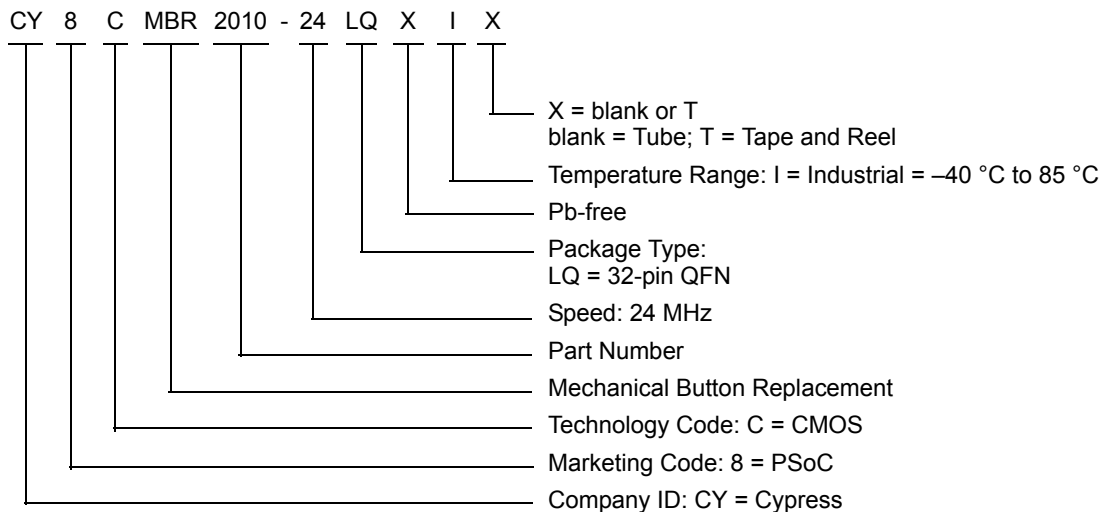 CY 8 C MBR 2010 - 24 LQ X I X
X = blank or T
blank = Tube; T = Tape and Reel
Temperature Range: I = Industrial = –40 °C to 85 °C
Pb-free
Package Type:
LQ = 32-pin QFN
Speed: 24 MHz
Part Number
Mechanical Button Replacement
Technology Code: C = CMOS
Marketing Code: 8 = PSoC
Company ID: CY = Cypress